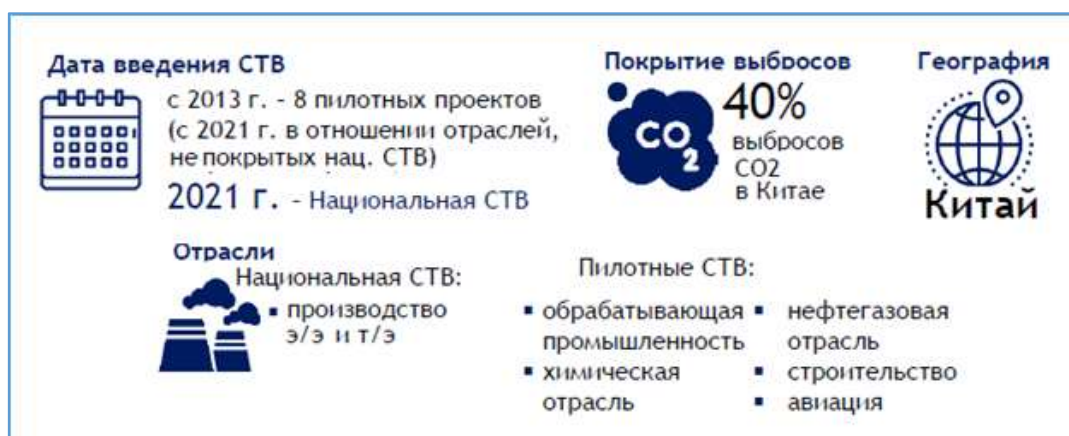 Дата введения СТВ
с 2013 г. - 8 пилотных проектов
(с 2021 г. в отношении отраслей,
не покрытых нац. СТВ)
2021 г. - Национальная СТВ
Покрытие выбросов
CO2
40%
выбросов
СО2
в Китае
География
Китай
Отрасли
Национальная СТВ:
▪ производство
э/э и т/э
Пилотные СТВ:
▪ обрабатывающая
промышленность
▪ химическая
отрасль
▪ нефтегазовая
отрасль
▪ строительство
▪ авиация